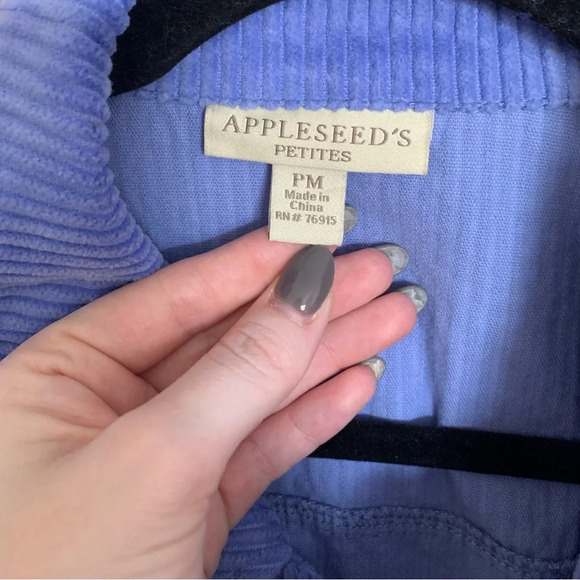 APPLESEED'S
PETITES
PM
Made in
China
RN# 76915